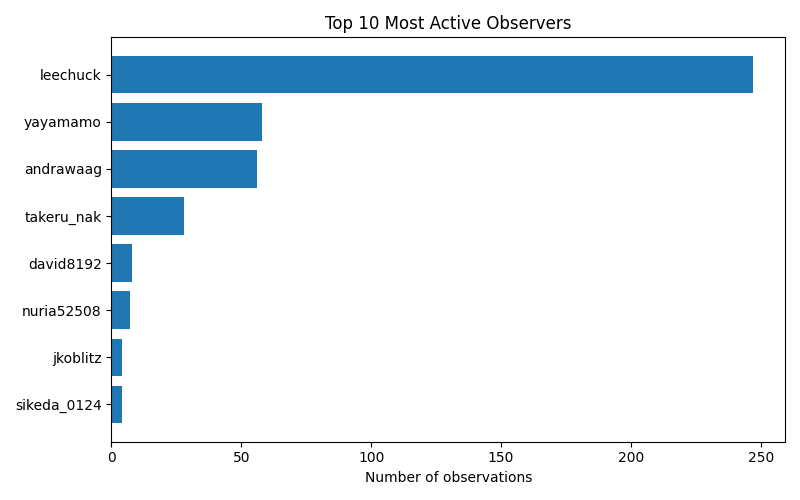 Top 10 Most Active Observers
leechuck
yayamamo
andrawaag
takeru_nak
david8192
nuria52508
jkoblitz
sikeda_0124
0 50 100 150 200 250
Number of observations